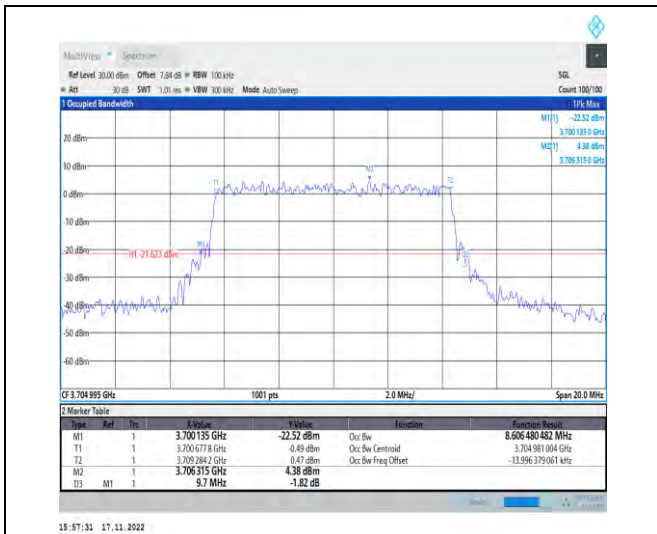 MultiView Spectrum
Ref Level 30.00 dBm Offset 7.84 dB RBW 100 kHz SGL
Att 30 dB SWT 1.01 ms VBW 300 kHz Mode Auto Sweep Count 100/100
1 Occupied Bandwidth 1Pk Max
M1[1] -22.52 dBm
3.700 135 0 GHz
M2[1] 4.38 dBm
3.706 315 0 GHz
20 dBm
10 dBm
M2
T1 T2
0 dBm
-10 dBm
-20 dBm
M1
H1 -21.623 dBm
-30 dBm
-40 dBm
-50 dBm
-60 dBm
CF 3.704 995 GHz 1001 pts 2.0 MHz/ Span 20.0 MHz
2 Marker Table
Type Ref Trc X-Value Y-Value Function Function Result
M1 1 3.700 135 GHz -22.52 dBm Occ Bw 8.606 480 482 MHz
T1 1 3.700 677 8 GHz -0.49 dBm Occ Bw Centroid 3.704 981 004 GHz
T2 1 3.709 284 2 GHz 0.47 dBm Occ Bw Freq Offset -13.996 379 061 kHz
M2 1 3.706 315 GHz 4.38 dBm
D3 M1 1 9.7 MHz -1.82 dB
15:57:31 17.11.2022